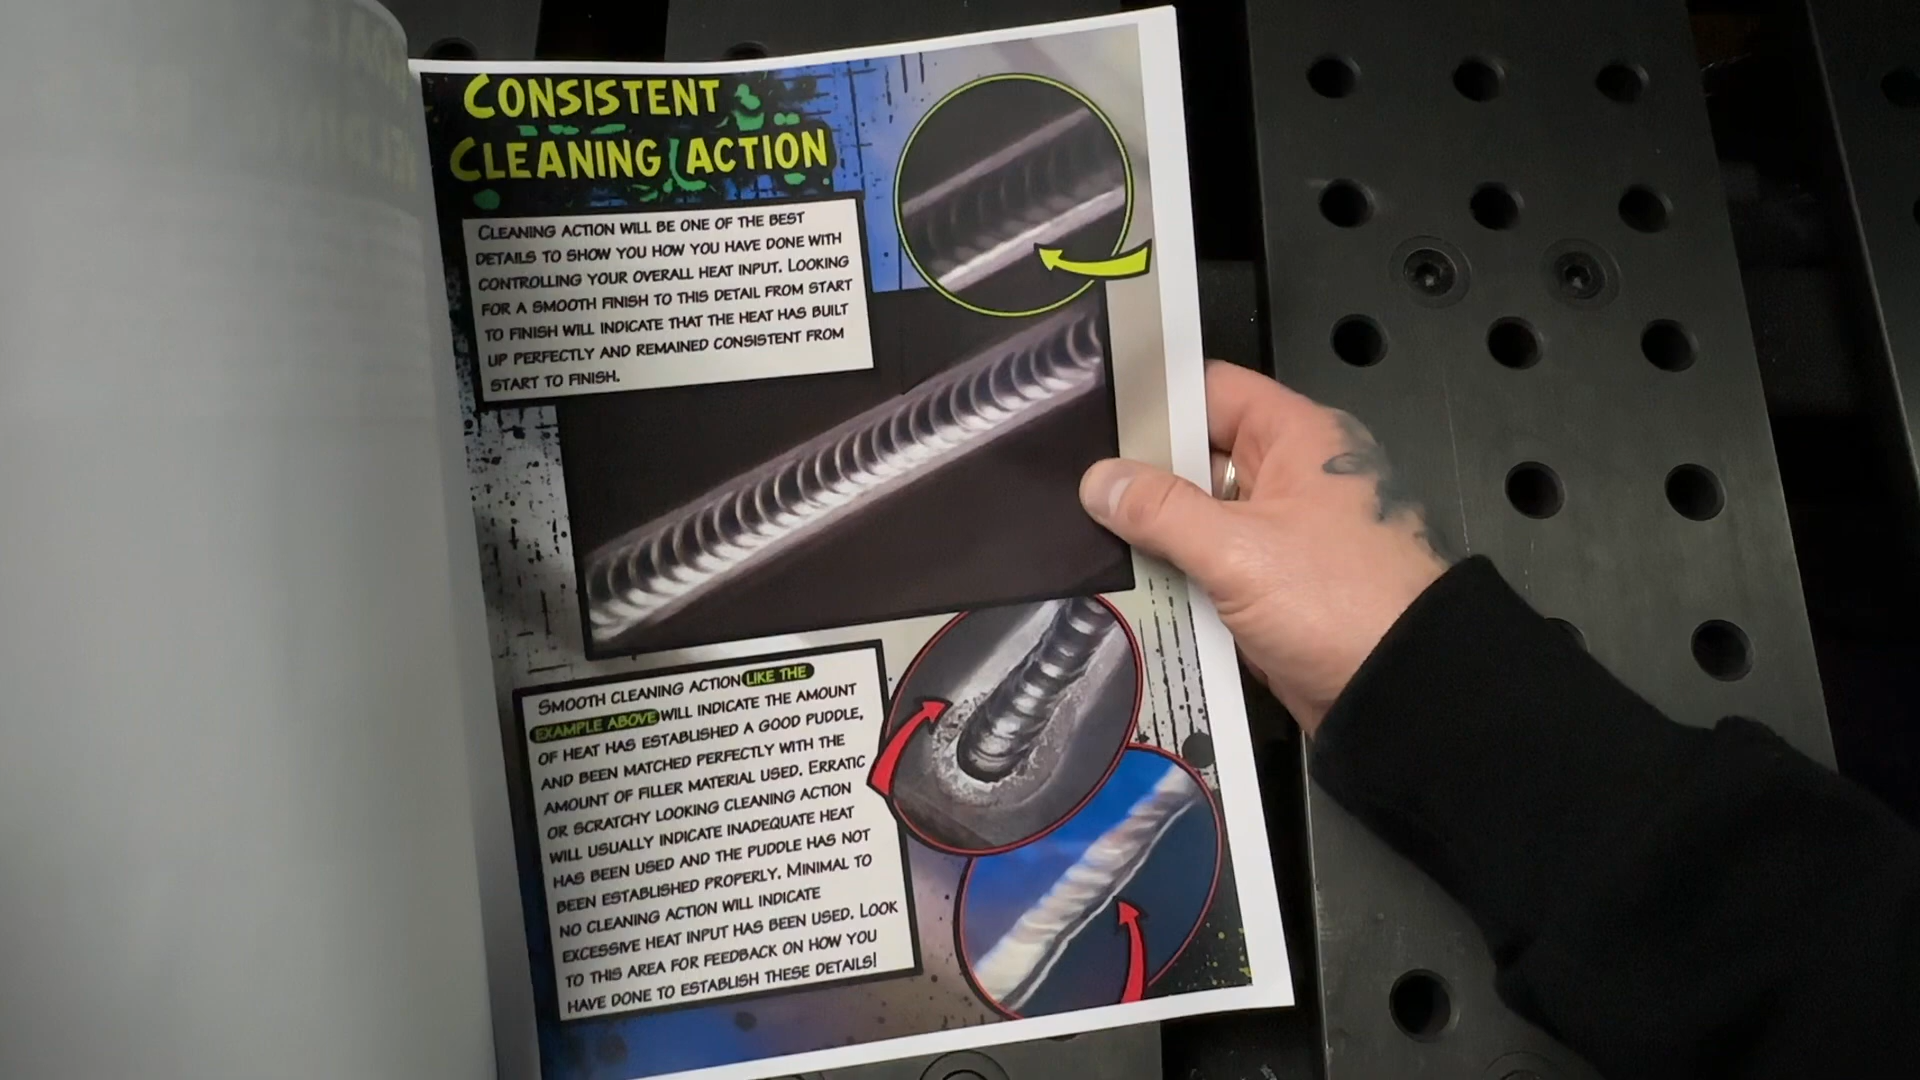 CONSISTENT
CLEANING ACTION
CLEANING ACTION WILL BE ONE OF THE BEST
DETAILS TO SHOW YOU HOW YOU HAVE DONE WITH
CONTROLLING YOUR OVERALL HEAT INPUT. LOOKING
FOR A SMOOTH FINISH TO THIS DETAIL FROM START
TO FINISH WILL INDICATE THAT THE HEAT HAS BUILT
UP PERFECTLY AND REMAINED CONSISTENT FROM
START TO FINISH.
SMOOTH CLEANING ACTION LIKE THE
EXAMPLE ABOVE WILL INDICATE THE AMOUNT
OF HEAT HAS ESTABLISHED A GOOD PUDDLE,
AND BEEN MATCHED PERFECTLY WITH THE
AMOUNT OF FILLER MATERIAL USED. ERRATIC
OR SCRATCHY LOOKING CLEANING ACTION
WILL USUALLY INDICATE INADEQUATE HEAT
HAS BEEN USED AND THE PUDDLE HAS NOT
BEEN ESTABLISHED PROPERLY. MINIMAL TO
NO CLEANING ACTION WILL INDICATE
EXCESSIVE HEAT INPUT HAS BEEN USED. LOOK
TO THIS AREA FOR FEEDBACK ON HOW YOU
HAVE DONE TO ESTABLISH THESE DETAILS!